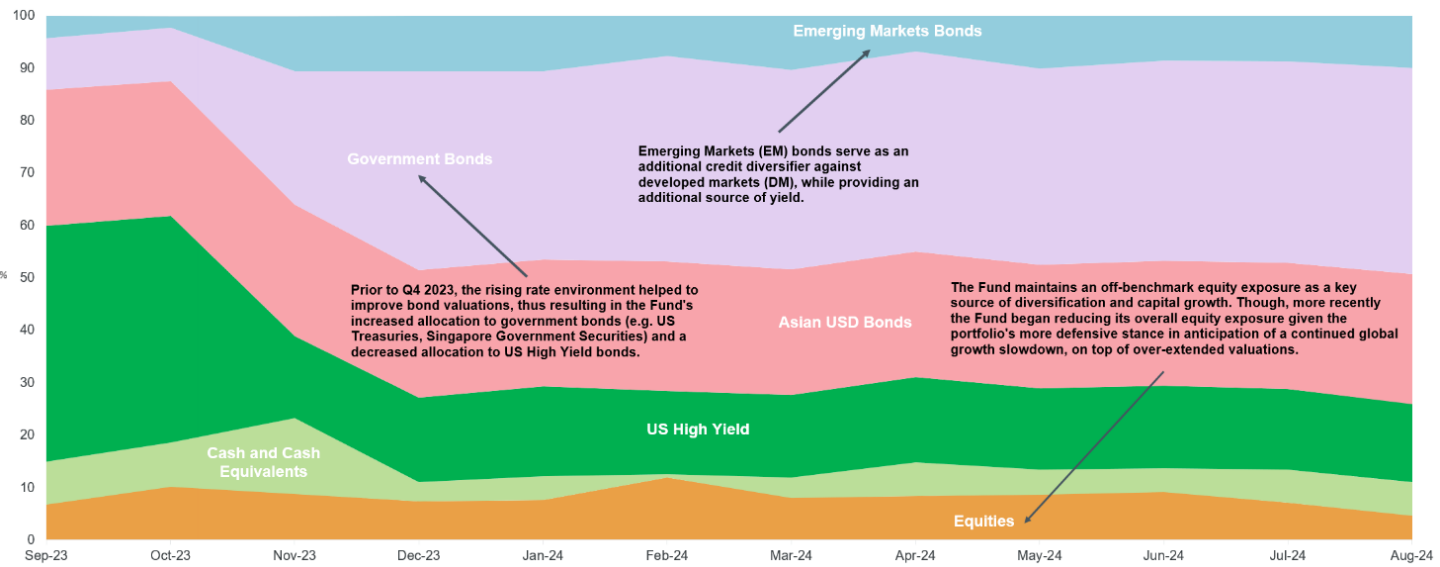 100
90
80
70
60
50
%
40
30
20
10
0
Emerging Markets Bonds
Government Bonds
Emerging Markets (EM) bonds serve as an
additional credit diversifier against
developed markets (DM), while providing an
additional source of yield.
Prior to Q4 2023, the rising rate environment helped to
improve bond valuations, thus resulting in the Fund's
increased allocation to government bonds (e.g. US
Treasuries, Singapore Government Securities) and a
decreased allocation to US High Yield bonds.
Asian USD Bonds
The Fund maintains an off-benchmark equity exposure as a key
source of diversification and capital growth. Though, more recently
the Fund began reducing its overall equity exposure given the
portfolio's more defensive stance in anticipation of a continued global
growth slowdown, on top of over-extended valuations.
US High Yield
Cash and Cash
Equivalents
Equities
Sep-23 Oct-23 Nov-23 Dec-23 Jan-24 Feb-24 Mar-24 Apr-24 May-24 Jun-24 Jul-24 Aug-24